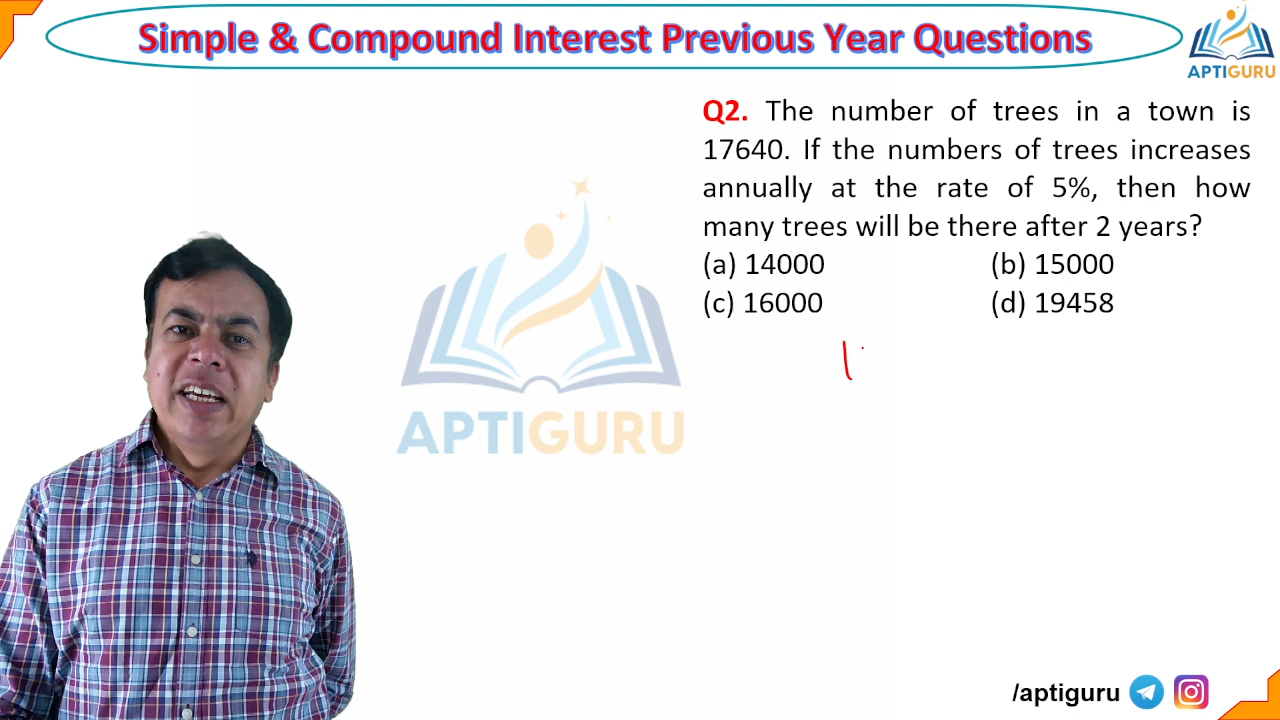 Simple & Compound Interest Previous Year Questions
APTIGURU
Q2. The number of trees in a town is
17640. If the numbers of trees increases
annually at the rate of 5%, then how
many trees will be there after 2 years?
(a) 14000 (b) 15000
(c) 16000 (d) 19458
APTIGURU
/aptiguru